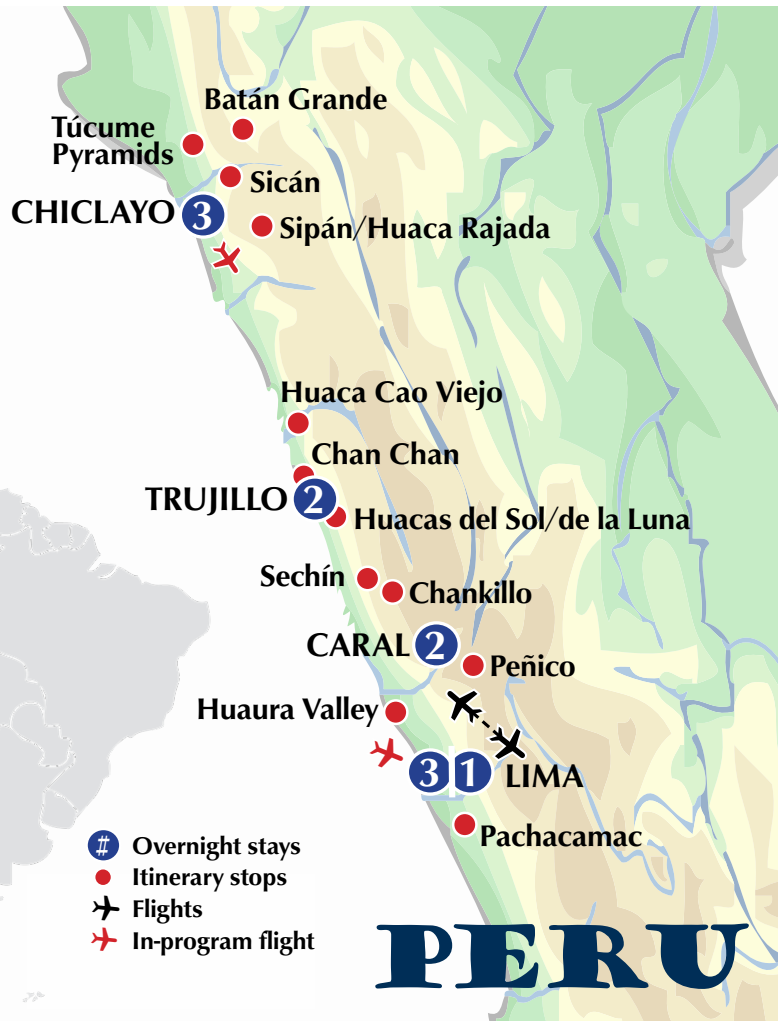 Batán Grande
Túcume
Pyramids
Sicán
CHICLAYO 3
Sipán/Huaca Rajada
Huaca Cao Viejo
Chan Chan
TRUJILLO 2
Huacas del Sol/de la Luna
Sechín
Chankillo
CARAL 2
Peñico
Huaura Valley
3 1 LIMA
Pachacamac
# Overnight stays
Itinerary stops
Flights
In-program flight
PERU